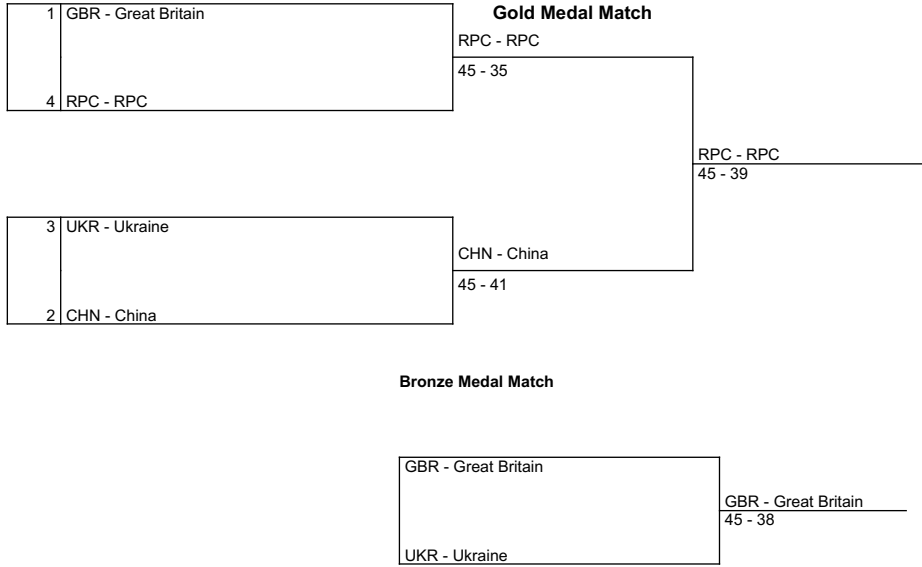 1 GBR - Great Britain
Gold Medal Match
RPC - RPC
45 - 35
4 RPC - RPC
RPC - RPC
45 - 39
3 UKR - Ukraine
CHN - China
45 - 41
2 CHN - China
Bronze Medal Match
GBR - Great Britain
GBR - Great Britain
45 - 38
UKR - Ukraine